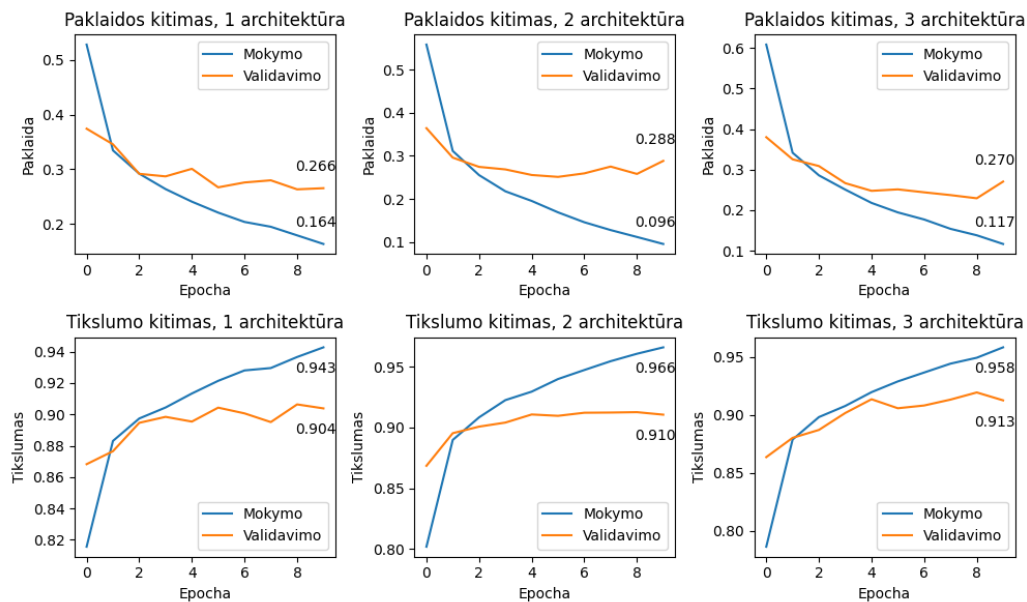 Paklaidos kitimas, 1 architektūra
0.5
0.4
0.3
0.2
Paklaida
Mokymo
Validavimo
0.266
0.164
0 2 4 6 8
Epocha
Paklaidos kitimas, 2 architektūra
0.5
0.4
0.3
0.2
0.1
Paklaida
Mokymo
Validavimo
0.288
0.096
0 2 4 6 8
Epocha
Paklaidos kitimas, 3 architektūra
0.6
0.5
0.4
0.3
0.2
0.1
Paklaida
Mokymo
Validavimo
0.270
0.117
0 2 4 6 8
Epocha
Tikslumo kitimas, 1 architektūra
0.94
0.92
0.90
0.88
0.86
0.84
0.82
Tikslumas
0.943
0.904
Mokymo
Validavimo
0 2 4 6 8
Epocha
Tikslumo kitimas, 2 architektūra
0.95
0.90
0.85
0.80
Tikslumas
0.966
0.910
Mokymo
Validavimo
0 2 4 6 8
Epocha
Tikslumo kitimas, 3 architektūra
0.95
0.90
0.85
0.80
Tikslumas
0.958
0.913
Mokymo
Validavimo
0 2 4 6 8
Epocha